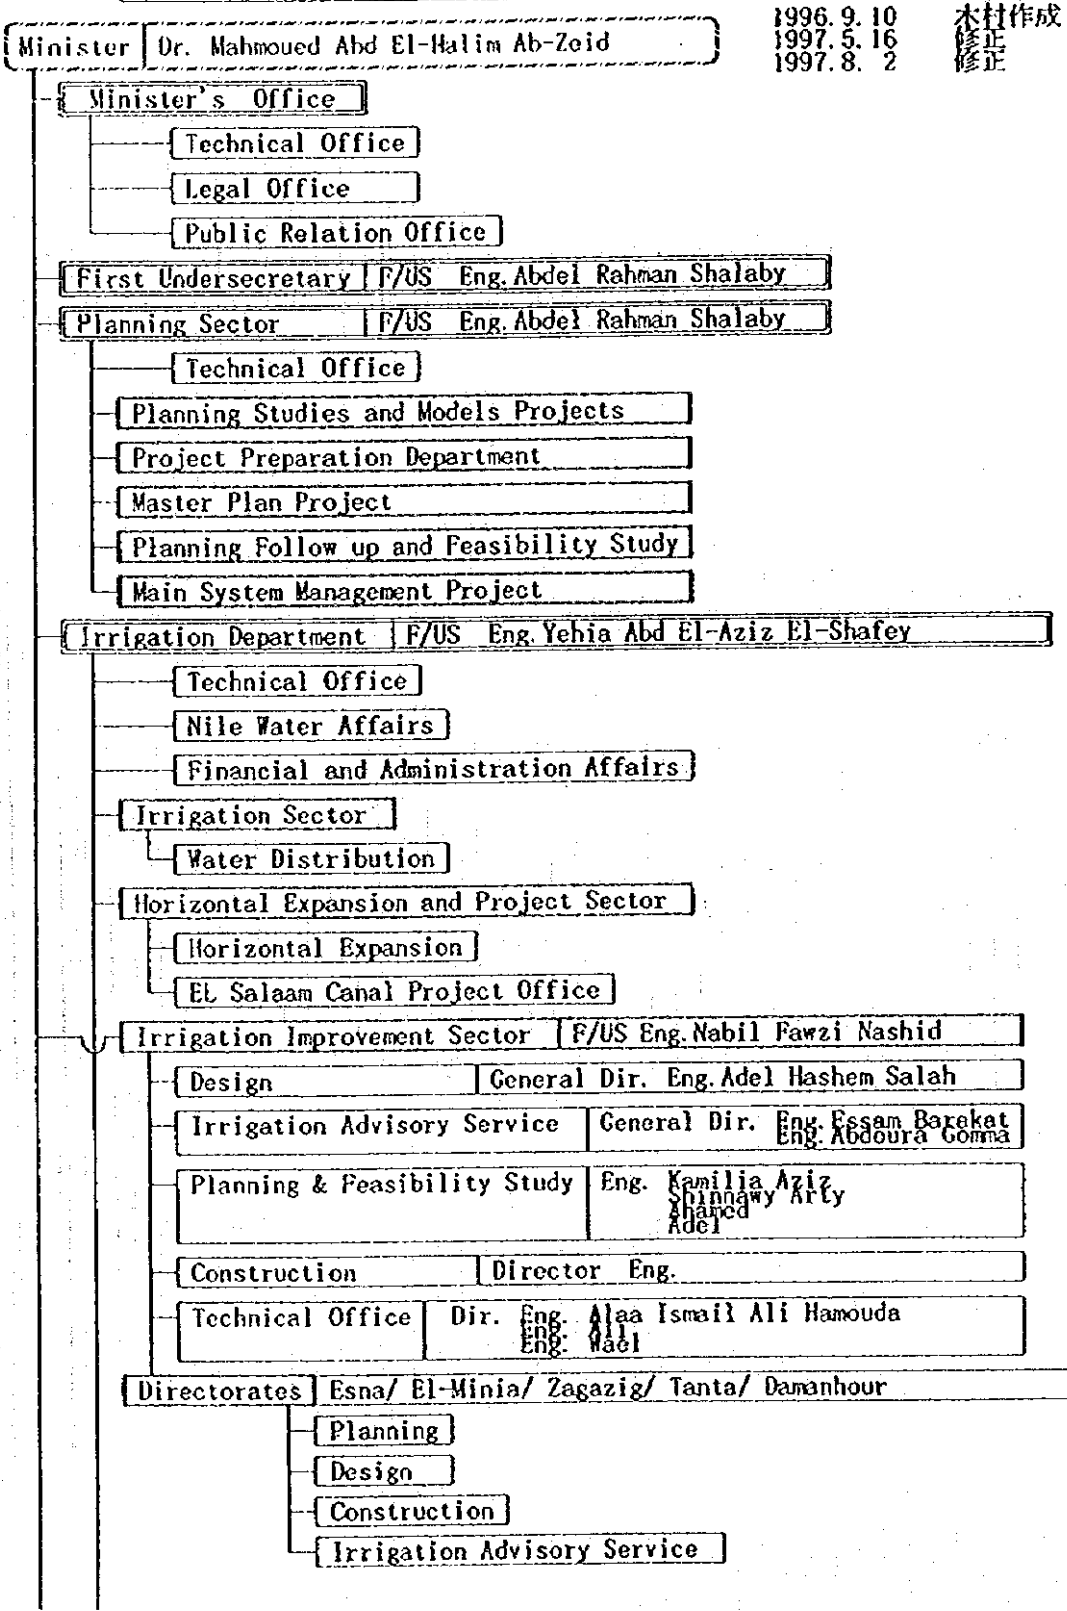 1996. 9. 10 木村作成
1997. 5. 16 修正
1997. 8. 2 修正
Minister Dr. Mahmoued Abd El-Halim Ab-Zeid
Minister's Office
Technical Office
Legal Office
Public Relation Office
First Undersecretary F/US Eng. Abdel Rahman Shalaby
Planning Sector F/US Eng. Abdel Rahman Shalaby
Technical Office
Planning Studies and Models Projects
Project Preparation Department
Master Plan Project
Planning Follow up and Feasibility Study
Main System Management Project
Irrigation Department F/US Eng. Yehia Abd El-Aziz El-Shafey
Technical Office
Nile Water Affairs
Financial and Administration Affairs
Irrigation Sector
Water Distribution
Horizontal Expansion and Project Sector
Horizontal Expansion
EL Salaam Canal Project Office
Irrigation Improvement Sector F/US Eng. Nabil Fawzi Nashid
Design General Dir. Eng. Adel Hashem Salah
Irrigation Advisory Service General Dir. Eng. Essam Barakat
Eng. Abdoura Gomma
Planning & Feasibility Study Eng. Kamilia Aziz
Shinnawy Arty
Ahamed
Adel
Construction Director Eng.
Technical Office Dir. Eng. Alaa Ismail Ali Hamouda
Eng. Ali
Eng. Wael
Directorates Esna/ El-Minia/ Zagazig/ Tanta/ Damanhour
Planning
Design
Construction
Irrigation Advisory Service